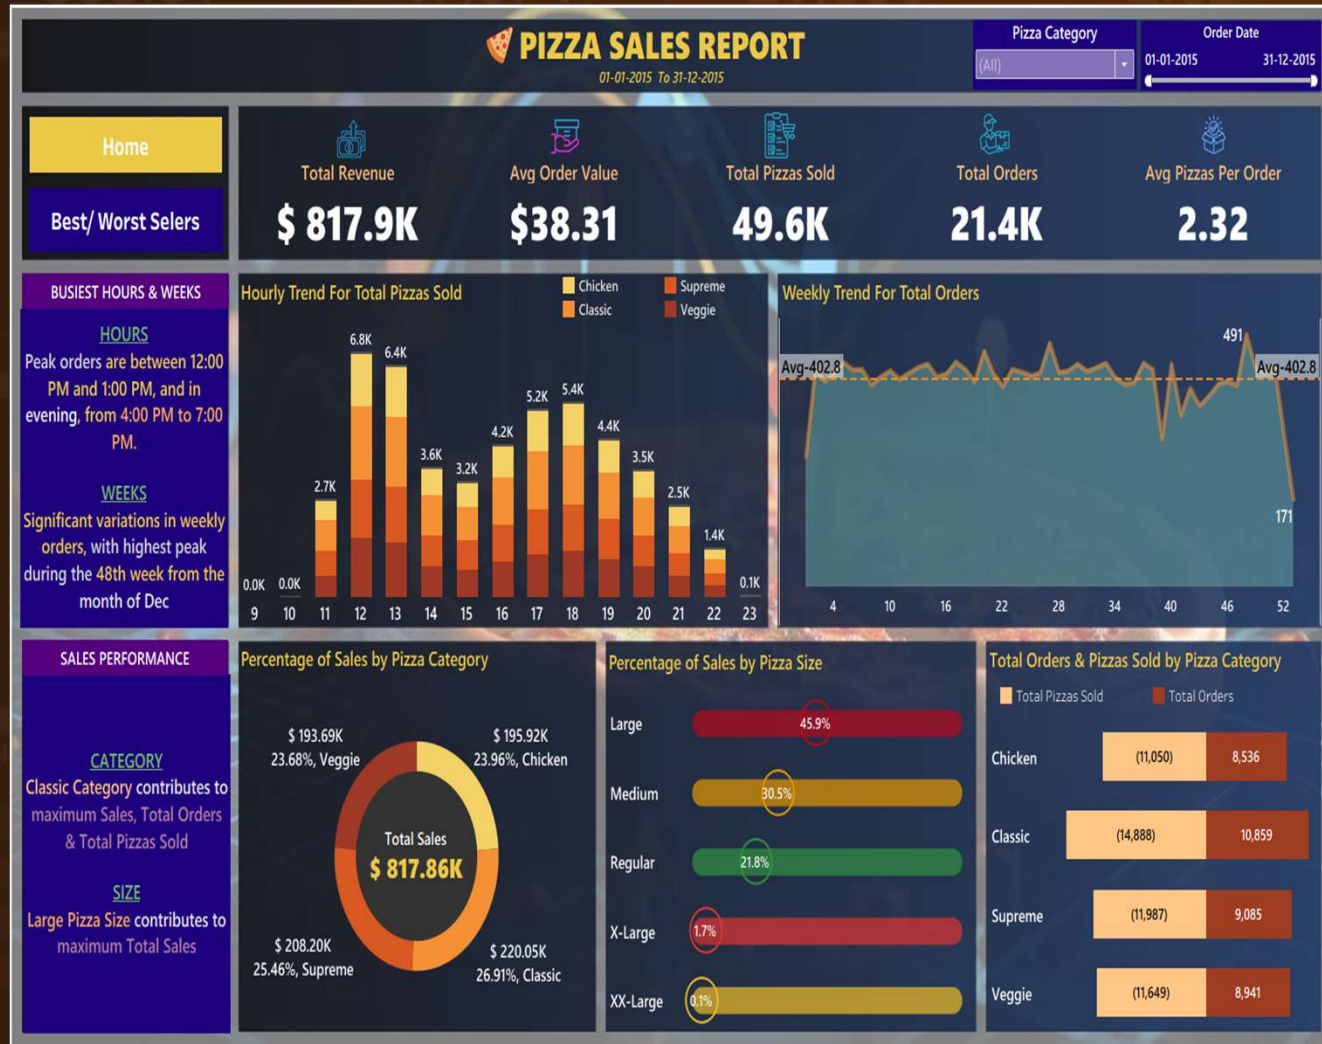 PIZZA SALES REPORT
01-01-2015 To 31-12-2015
Pizza Category
(All)
Order Date
01-01-2015
31-12-2015
Home
Best/ Worst Selers
Total Revenue
$ 817.9K
Avg Order Value
$38.31
Total Pizzas Sold
49.6K
Total Orders
21.4K
Avg Pizzas Per Order
2.32
BUSIEST HOURS & WEEKS
HOURS
Peak orders are between 12:00
PM and 1:00 PM, and in
evening, from 4:00 PM to 7:00
PM.
WEEKS
Significant variations in weekly
orders, with highest peak
during the 48th week from the
month of Dec
Hourly Trend For Total Pizzas Sold
Chicken
Supreme
Classic
Veggie
0.0K
0.0K
2.7K
6.8K
6.4K
3.6K
3.2K
4.2K
5.2K
5.4K
4.4K
3.5K
2.5K
1.4K
0.1K
9 10 11 12 13 14 15 16 17 18 19 20 21 22 23
Weekly Trend For Total Orders
Avg-402.8
491
Avg-402.8
171
4 10 16 22 28 34 40 46 52
SALES PERFORMANCE
CATEGORY
Classic Category contributes to
maximum Sales, Total Orders
& Total Pizzas Sold
SIZE
Large Pizza Size contributes to
maximum Total Sales
Percentage of Sales by Pizza Category
$ 193.69K
23.68%, Veggie
$ 195.92K
23.96%, Chicken
Total Sales
$ 817.86K
$ 208.20K
25.46%, Supreme
$ 220.05K
26.91%, Classic
Percentage of Sales by Pizza Size
Large
45.9%
Medium
30.5%
Regular
21.8%
X-Large
1.7%
XX-Large
0.1%
Total Orders & Pizzas Sold by Pizza Category
Total Pizzas Sold
Total Orders
Chicken
(11,050)
8,536
Classic
(14,888)
10,859
Supreme
(11,987)
9,085
Veggie
(11,649)
8,941